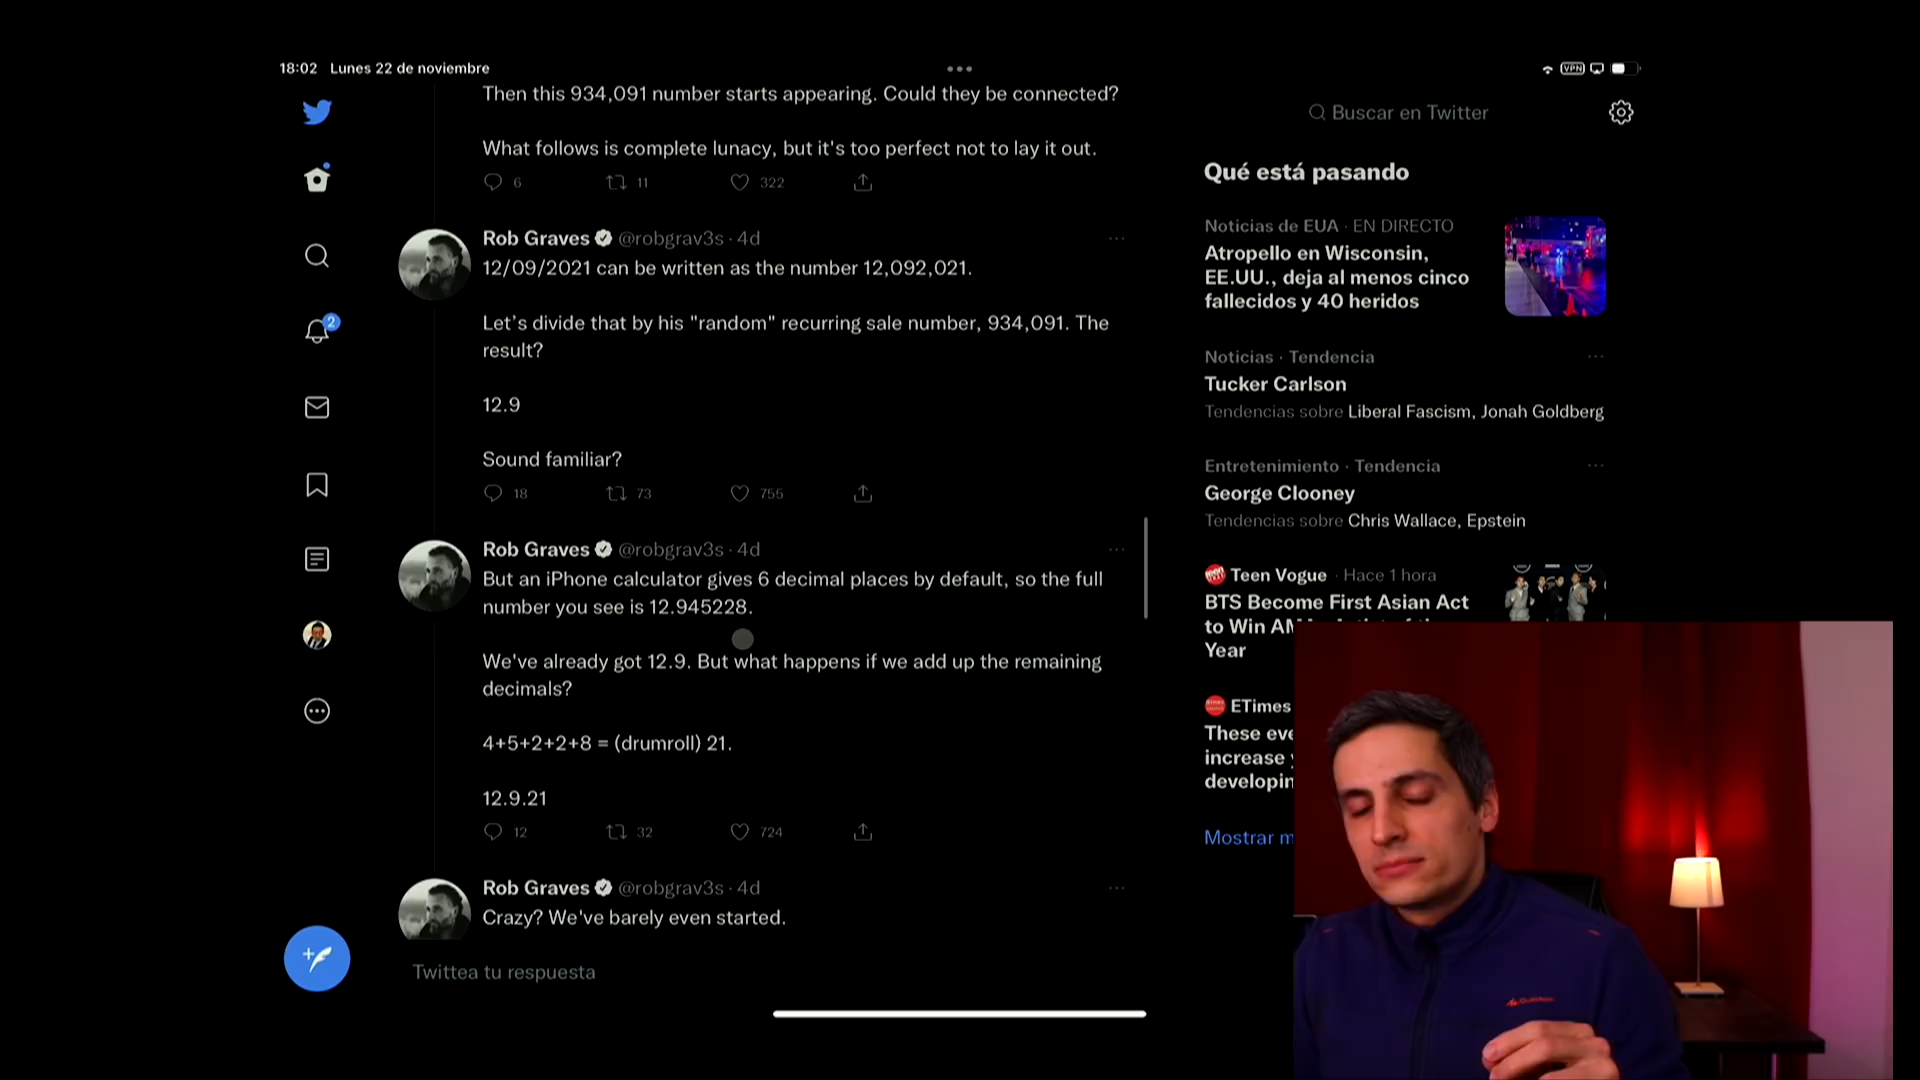 18:02 Lunes 22 de noviembre
VPN
Then this 934,091 number starts appearing. Could they be connected?
What follows is complete lunacy, but it's too perfect not to lay it out.
6 11 322
Rob Graves @robgrav3s · 4d
12/09/2021 can be written as the number 12,092,021.
Let's divide that by his "random" recurring sale number, 934,091. The
result?
12.9
Sound familiar?
18 73 755
Rob Graves @robgrav3s · 4d
But an iPhone calculator gives 6 decimal places by default, so the full
number you see is 12.945228.
We've already got 12.9. But what happens if we add up the remaining
decimals?
4+5+2+2+8 = (drumroll) 21.
12.9.21
12 32 724
Rob Graves @robgrav3s · 4d
Crazy? We've barely even started.
Twittea tu respuesta
2
Buscar en Twitter
Qué está pasando
Noticias de EUA · EN DIRECTO
Atropello en Wisconsin,
EE.UU., deja al menos cinco
fallecidos y 40 heridos
Noticias · Tendencia
Tucker Carlson
Tendencias sobre Liberal Fascism, Jonah Goldberg
Entretenimiento · Tendencia
George Clooney
Tendencias sobre Chris Wallace, Epstein
Teen Vogue · Hace 1 hora
BTS Become First Asian Act
to Win
Year
ETimes
These
increase
Mostrar